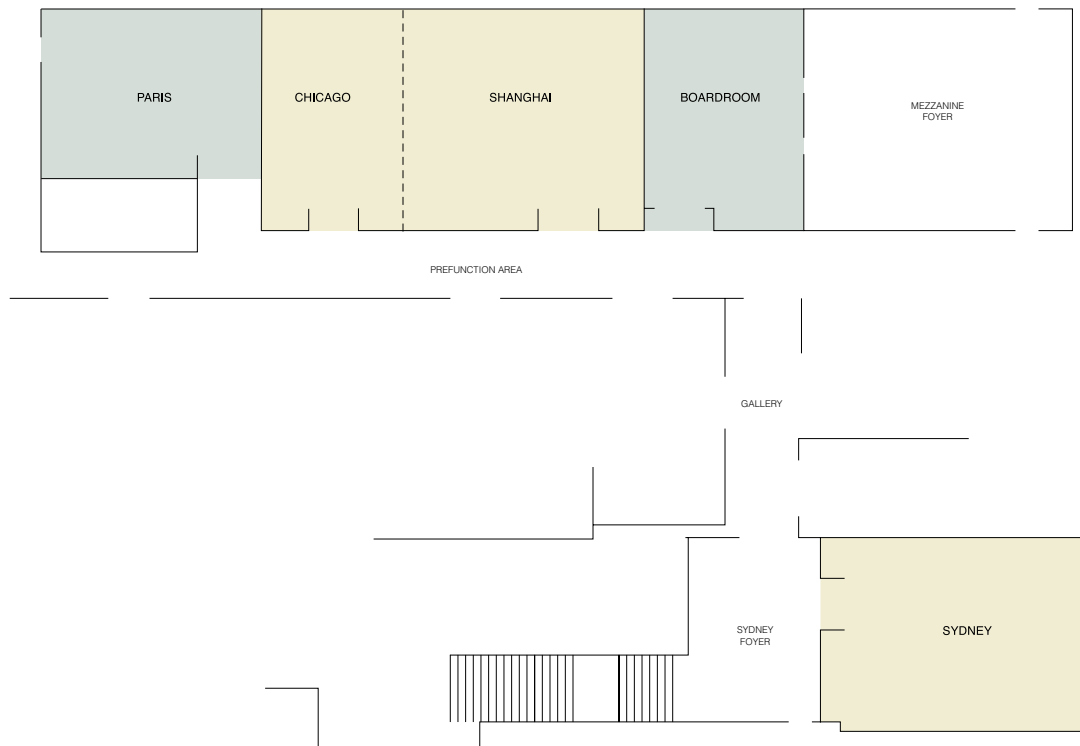 PARIS
CHICAGO
SHANGHAI
BOARDROOM
MEZZANINE
FOYER
PREFUNCTION AREA
GALLERY
SYDNEY
FOYER
SYDNEY